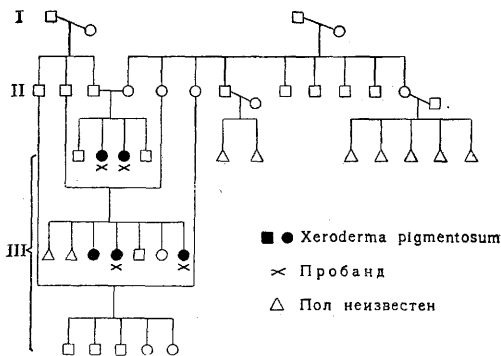 I
II
III
Xeroderma pigmentosum
Пробанд
Пол неизвестен